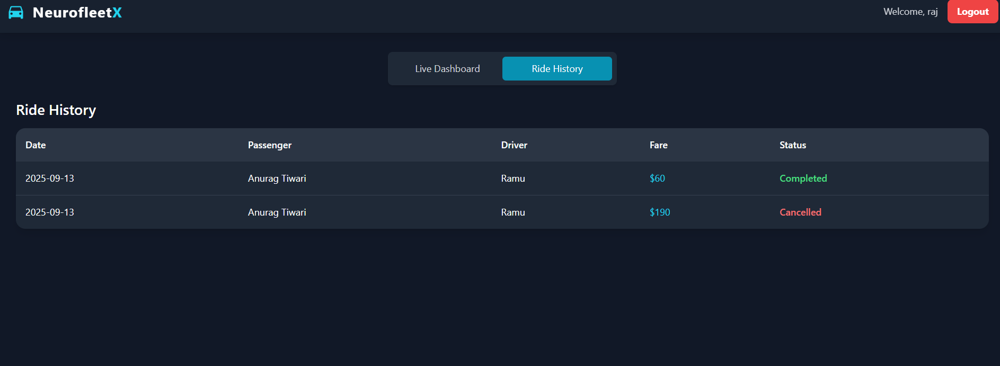 NeurofleetX
Welcome, raj
Logout
Live Dashboard
Ride History
Ride History
Date Passenger Driver Fare Status
2025-09-13 Anurag Tiwari Ramu $60 Completed
2025-09-13 Anurag Tiwari Ramu $190 Cancelled